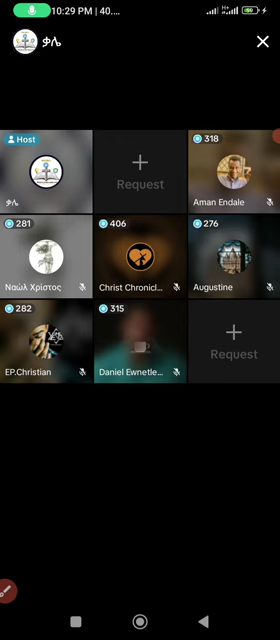 10:29 PM | 40....
ቃሌ
Host
ቃሌ
Request
318
Aman Endale
281
Ναώλ Χρίστος
406
Christ Chronicl...
276
Augustine
282
EP.Christian
315
Daniel Ewnetle...
Request